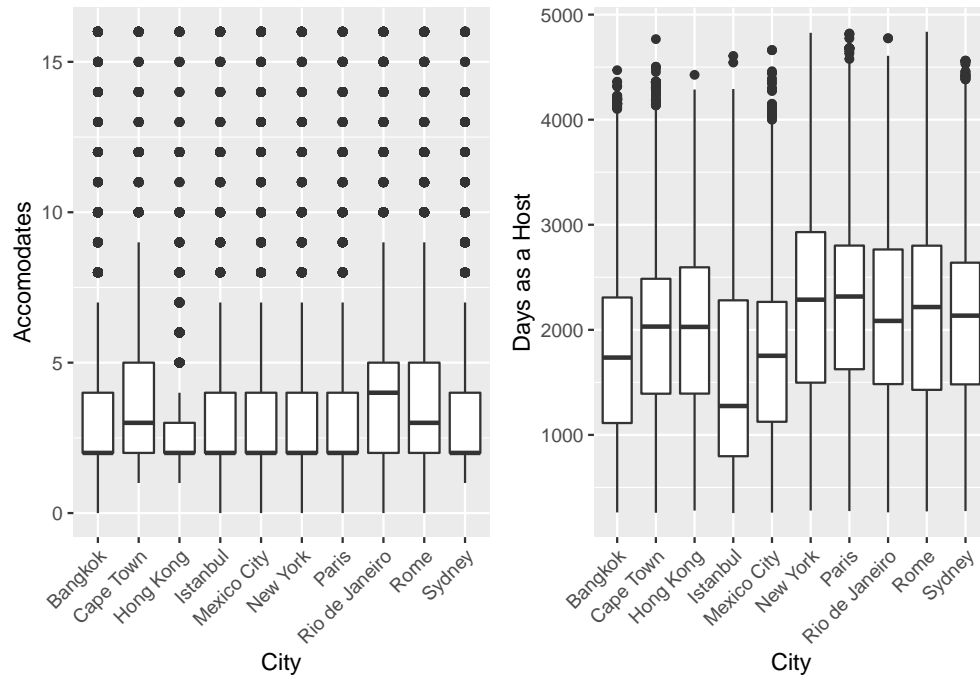 Accomodates
15
10
5
0
Bangkok
Cape Town
Hong Kong
Istanbul
Mexico City
New York
Paris
Rio de Janeiro
Rome
Sydney
City
Days as a Host
5000
4000
3000
2000
1000
Bangkok
Cape Town
Hong Kong
Istanbul
Mexico City
New York
Paris
Rio de Janeiro
Rome
Sydney
City